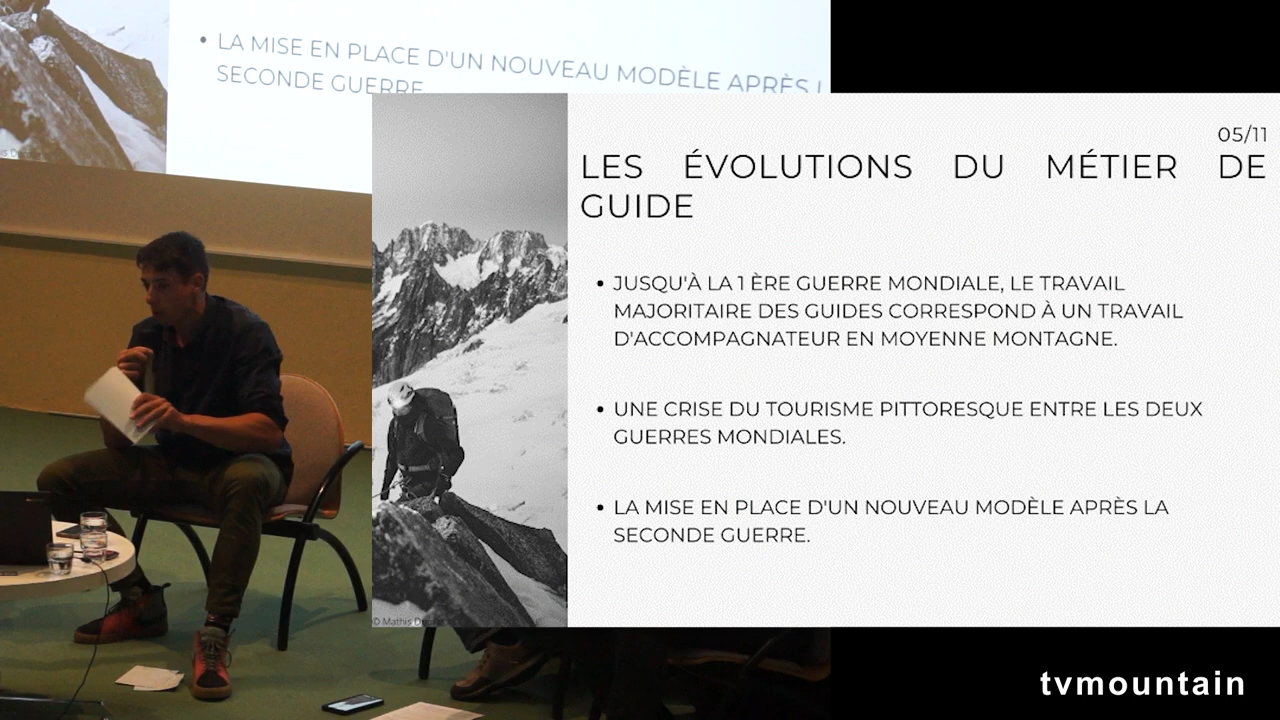 • LA MISE EN PLACE D'UN NOUVEAU MODÈLE APRÈS
SECONDE GUERRE
05/11
LES ÉVOLUTIONS DU MÉTIER DE
GUIDE
• JUSQU'À LA 1 ÈRE GUERRE MONDIALE, LE TRAVAIL
MAJORITAIRE DES GUIDES CORRESPOND À UN TRAVAIL
D'ACCOMPAGNATEUR EN MOYENNE MONTAGNE.
• UNE CRISE DU TOURISME PITTORESQUE ENTRE LES DEUX
GUERRES MONDIALES.
• LA MISE EN PLACE D'UN NOUVEAU MODÈLE APRÈS LA
SECONDE GUERRE.
© Mathis
tvmountain